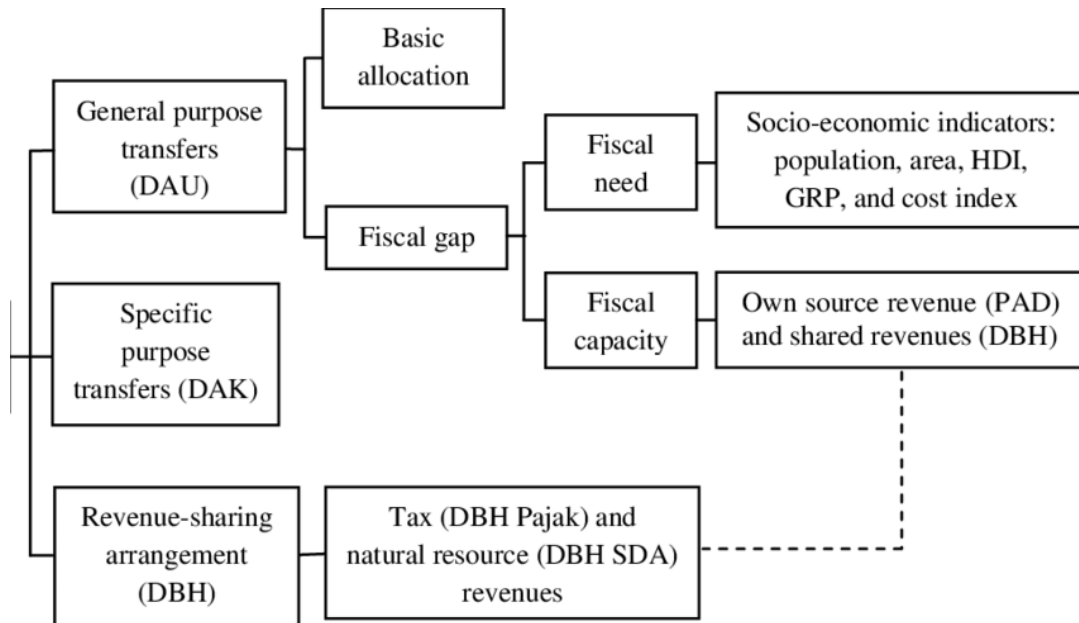 Basic
allocation
General purpose
transfers
(DAU)
Fiscal gap
Fiscal
need
Socio-economic indicators:
population, area, HDI,
GRP, and cost index
Fiscal
capacity
Own source revenue (PAD)
and shared revenues (DBH)
Specific
purpose
transfers (DAK)
Revenue-sharing
arrangement
(DBH)
Tax (DBH Pajak) and
natural resource (DBH SDA)
revenues